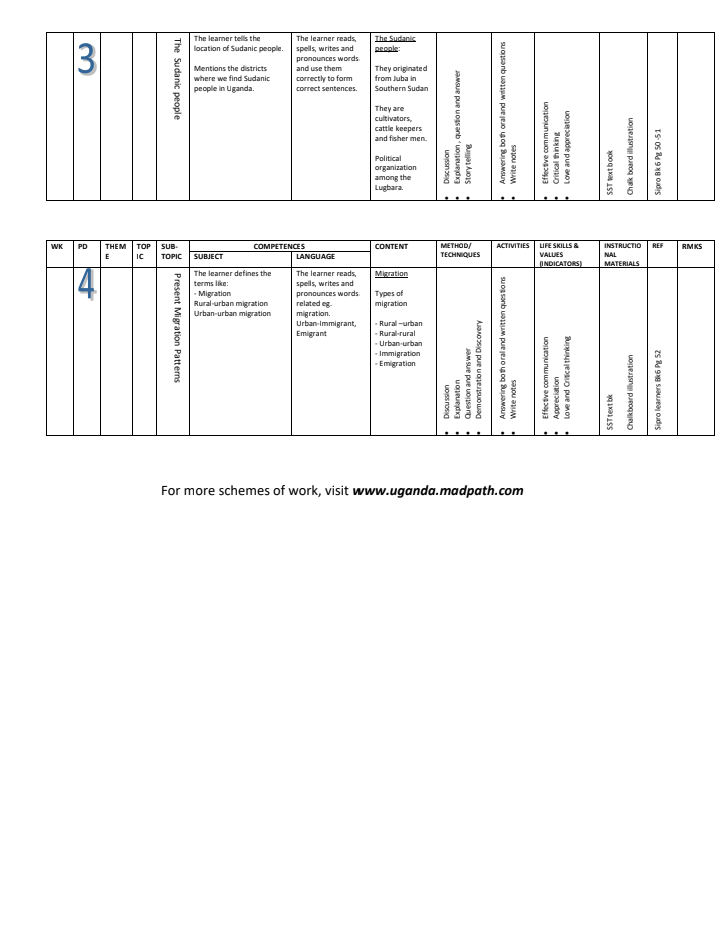 3
The Sudanic people
The learner tells the
location of Sudanic people.
Mentions the districts
where we find Sudanic
people in Uganda.
The learner reads,
spells, writes and
pronounces words
and use them
correctly to form
correct sentences.
The Sudanic
people:
They originated
from Juba in
Southern Sudan
They are
cultivators,
cattle keepers
and fisher men.
Political
organization
among the
Lugbara.
• Discussion
• Explanation , question and answer
• Story telling
• Answering both oral and written questions
• Write notes
• Effective communication
• Critical thinking
• Love and appreciation
SST text book
Chalk board illustration
Sipro Bk 6 Pg 50 -51
WK
PD
THEM
E
TOP
IC
SUB-
TOPIC
COMPETENCES
SUBJECT
LANGUAGE
CONTENT
METHOD/
TECHNIQUES
ACTIVITIES
LIFE SKILLS &
VALUES
(INDICATORS)
INSTRUCTIO
NAL
MATERIALS
REF
RMKS
4
Present Migration Patterns
The learner defines the
terms like:
- Migration
Rural-urban migration
Urban-urban migration
The learner reads,
spells, writes and
pronounces words
related eg.
migration.
Urban-Immigrant,
Emigrant
Migration
Types of
migration
- Rural –urban
- Rural-rural
- Urban-urban
- Immigration
- Emigration
• Discussion
• Explanation
• Question and answer
• Demonstration and Discovery
• Answering both oral and written questions
• Write notes
• Effective communication
• Appreciation
• Love and Critical thinking
SST text bk
Chalkboard illustration
Sipro learners Bk6 Pg 52
For more schemes of work, visit www.uganda.madpath.com